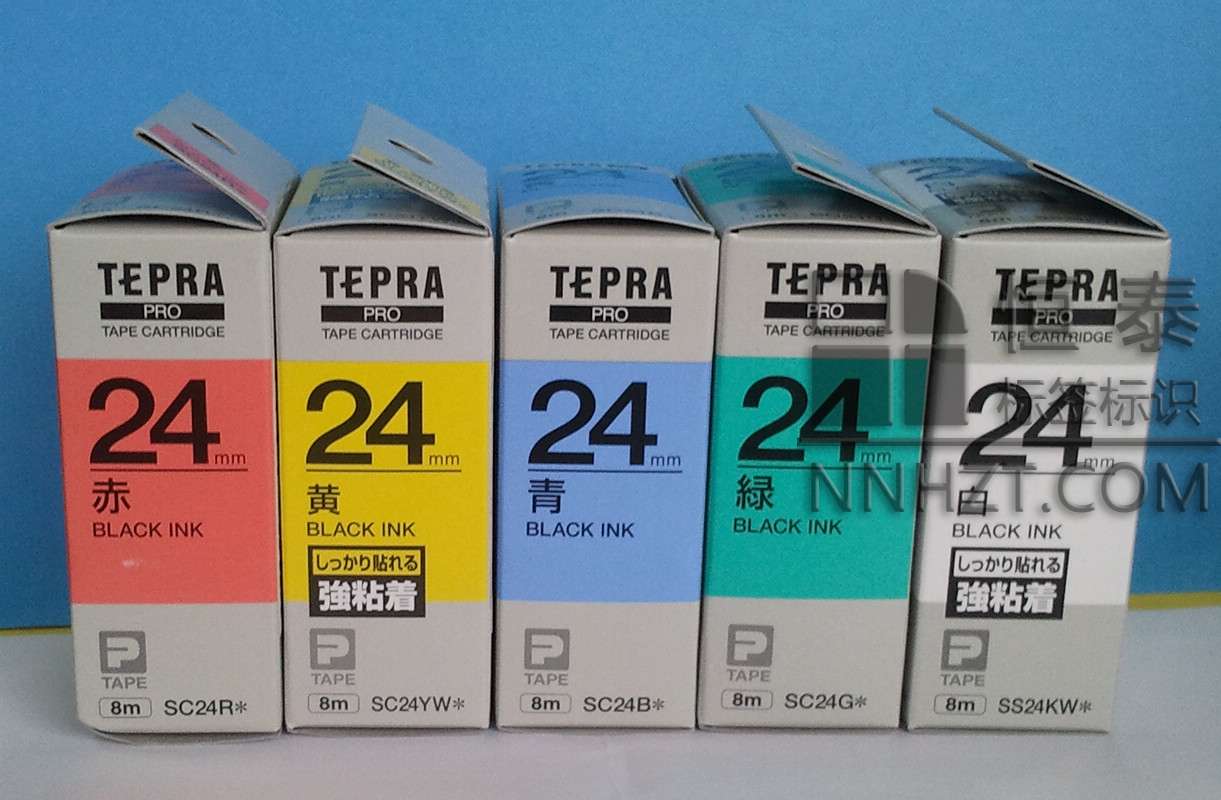 TEPRA
PRO
TAPE CARTRIDGE
24mm
赤
BLACK INK
P
TAPE
8m SC24R*
TEPRA
PRO
TAPE CARTRIDGE
24mm
黄
BLACK INK
しっかり貼れる
強粘着
P
TAPE
8m SC24YW*
TEPRA
PRO
TAPE CARTRIDGE
24mm
青
BLACK INK
P
TAPE
8m SC24B*
TEPRA
PRO
TAPE CARTRIDGE
24mm
緑
BLACK INK
P
TAPE
8m SC24G*
TEPRA
PRO
TAPE CARTRIDGE
24mm
白
BLACK INK
しっかり貼れる
強粘着
P
TAPE
8m SS24KW*
恒泰
标签标识
NNHZT.COM